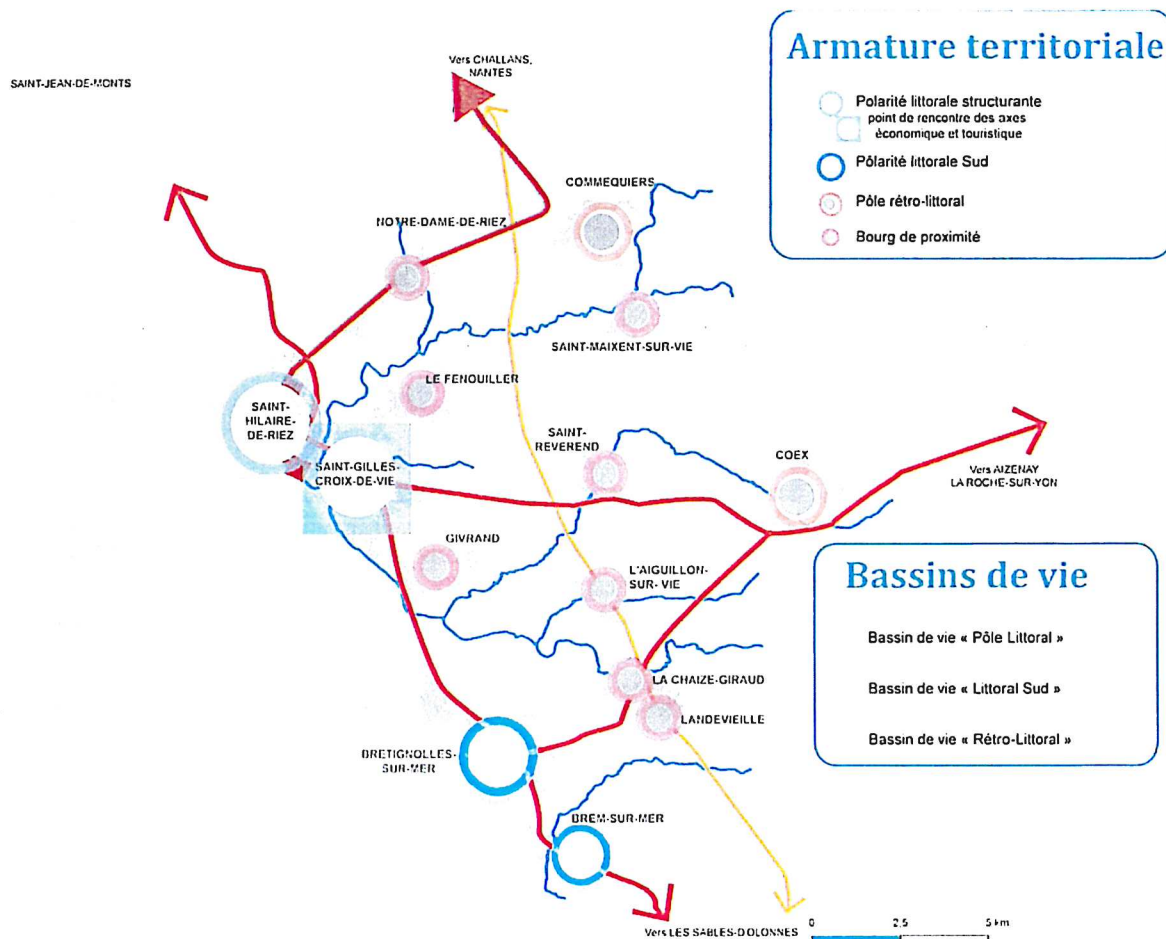 SAINT-JEAN-DE-MONTS
Vers CHALLANS,
NANTES
COMMEQUIERS
NOTRE-DAME-DE-RIEZ
SAINT-MAIXENT-SUR-VIE
LE FENOUILLER
SAINT-
HILAIRE-
DE-RIEZ
SAINT-GILLES-
CROIX-DE-VIE
SAINT-
REVEREND
COEX
Vers AIZENAY
LA ROCHE-SUR-YON
GIVRAND
L'AIGUILLON-
SUR-VIE
LA CHAIZE-GIRAUD
LANDEVIEILLE
BRETIGNOLLES-
SUR-MER
BREM-SUR-MER
Vers LES SABLES-D'OLONNES
0 2,5 5 km
Armature territoriale
Polarité littorale structurante
point de rencontre des axes
économique et touristique
Pôlarité littorale Sud
Pôle rétro-littoral
Bourg de proximité
Bassins de vie
Bassin de vie « Pôle Littoral »
Bassin de vie « Littoral Sud »
Bassin de vie « Rétro-Littoral »